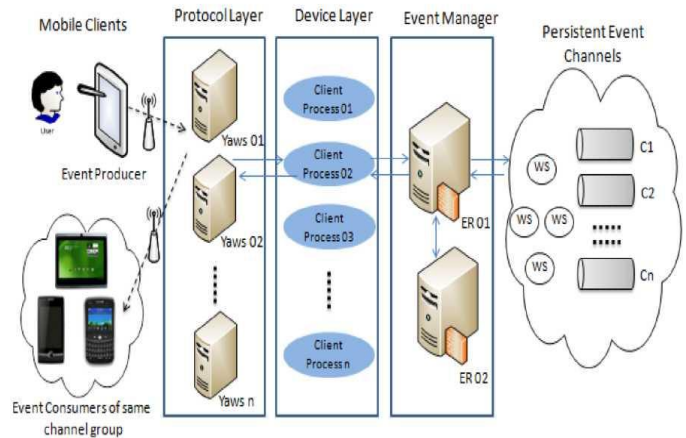 Mobile Clients
Protocol Layer
Device Layer
Event Manager
Persistent Event
Channels
User
Event Producer
Yaws 01
Yaws 02
Yaws n
Client
Process 01
Client
Process 02
Client
Process 03
Client
Process n
ER 01
ER 02
WS
WS
WS
WS
C1
C2
Cn
Event Consumers of same
channel group